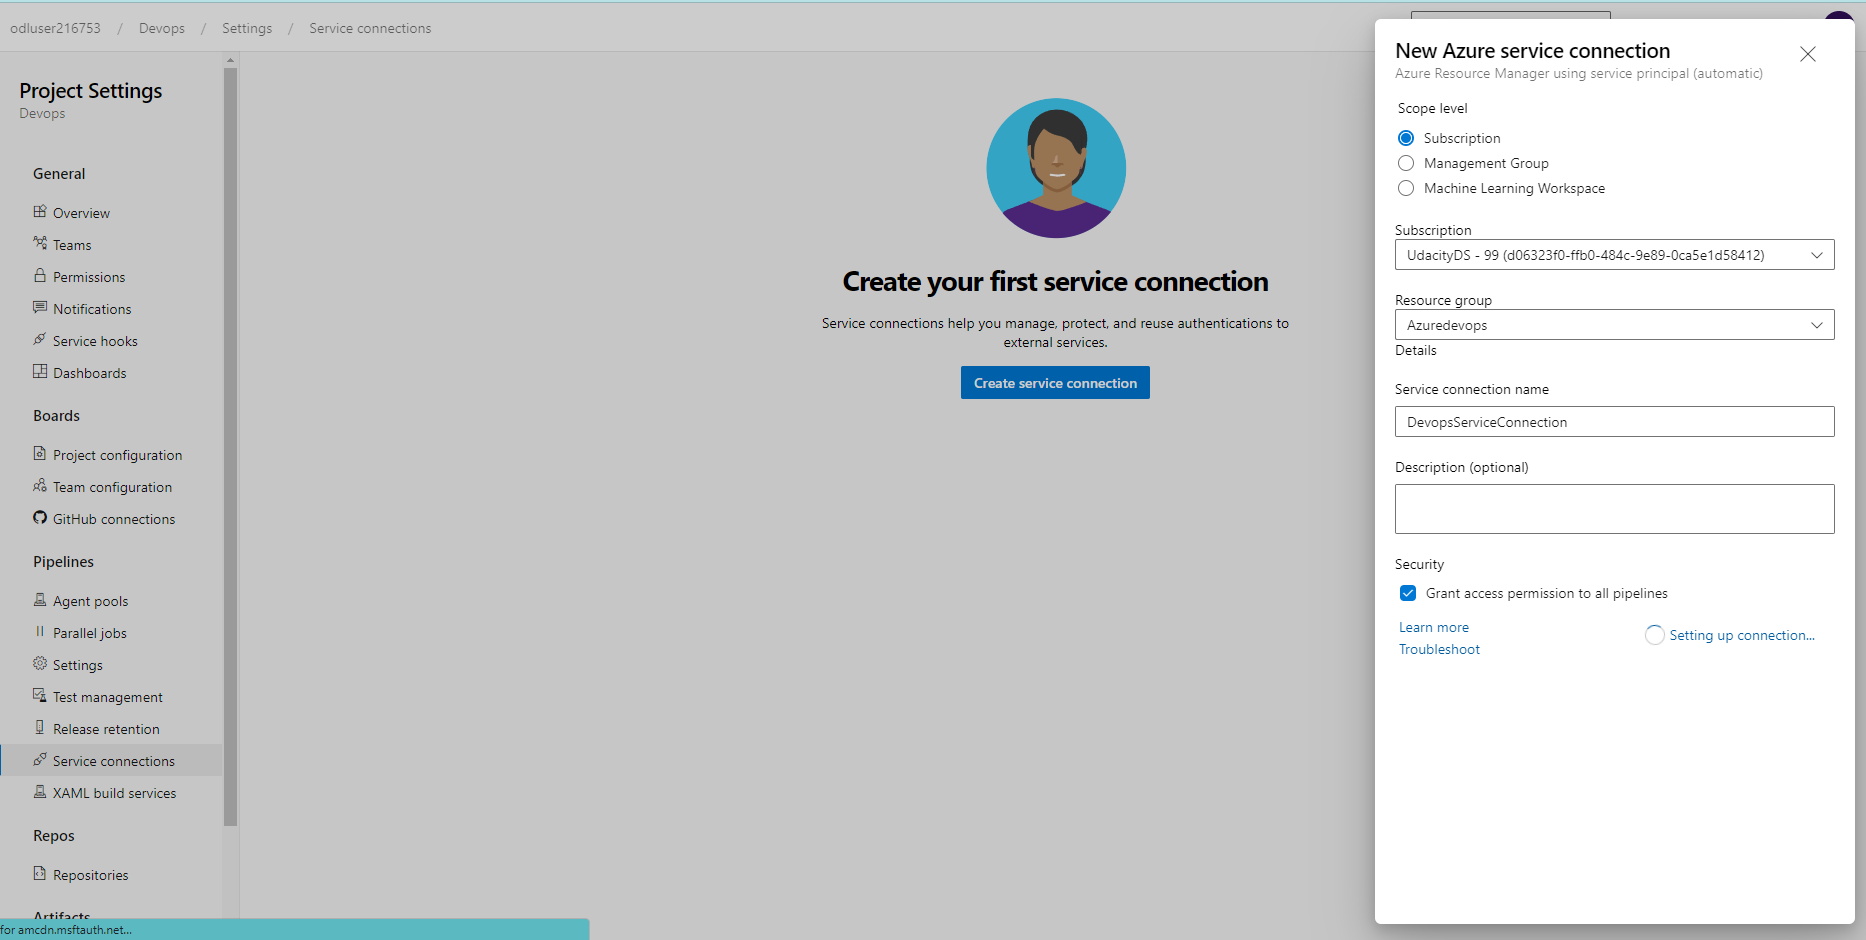 odluser216753 / Devops / Settings / Service connections
Project Settings
Devops
General
Overview
Teams
Permissions
Notifications
Service hooks
Dashboards
Boards
Project configuration
Team configuration
GitHub connections
Pipelines
Agent pools
Parallel jobs
Settings
Test management
Release retention
Service connections
XAML build services
Repos
Repositories
Artifacts
for amcdn.msftauth.net...
Create your first service connection
Service connections help you manage, protect, and reuse authentications to
external services.
Create service connection
New Azure service connection
Azure Resource Manager using service principal (automatic)
Scope level
Subscription
Management Group
Machine Learning Workspace
Subscription
UdacityDS - 99 (d06323f0-ffb0-484c-9e89-0ca5e1d58412)
Resource group
Azuredevops
Details
Service connection name
DevopsServiceConnection
Description (optional)
Security
Grant access permission to all pipelines
Learn more
Troubleshoot
Setting up connection...